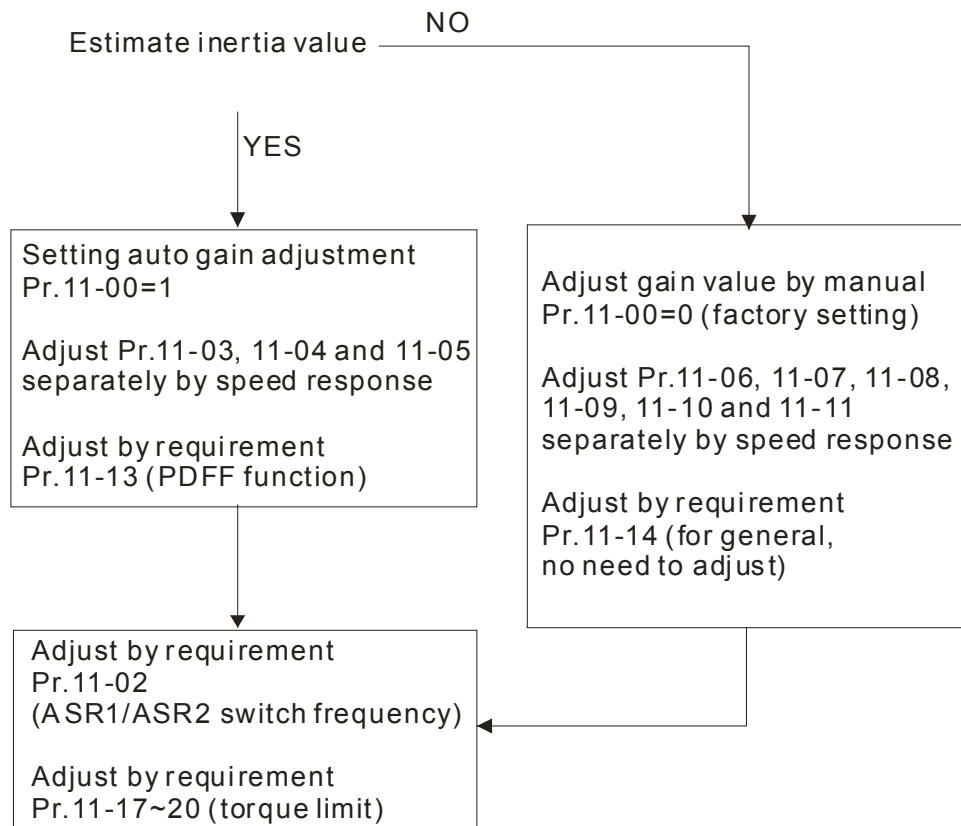 Estimate inertia value
NO
YES
Setting auto gain adjustment
Pr.11-00=1
Adjust Pr.11-03, 11-04 and 11-05
separately by speed response
Adjust by requirement
Pr.11-13 (PDFF function)
Adjust gain value by manual
Pr.11-00=0 (factory setting)
Adjust Pr.11-06, 11-07, 11-08,
11-09, 11-10 and 11-11
separately by speed response
Adjust by requirement
Pr.11-14 (for general,
no need to adjust)
Adjust by requirement
Pr.11-02
(ASR1/ASR2 switch frequency)
Adjust by requirement
Pr.11-17~20 (torque limit)